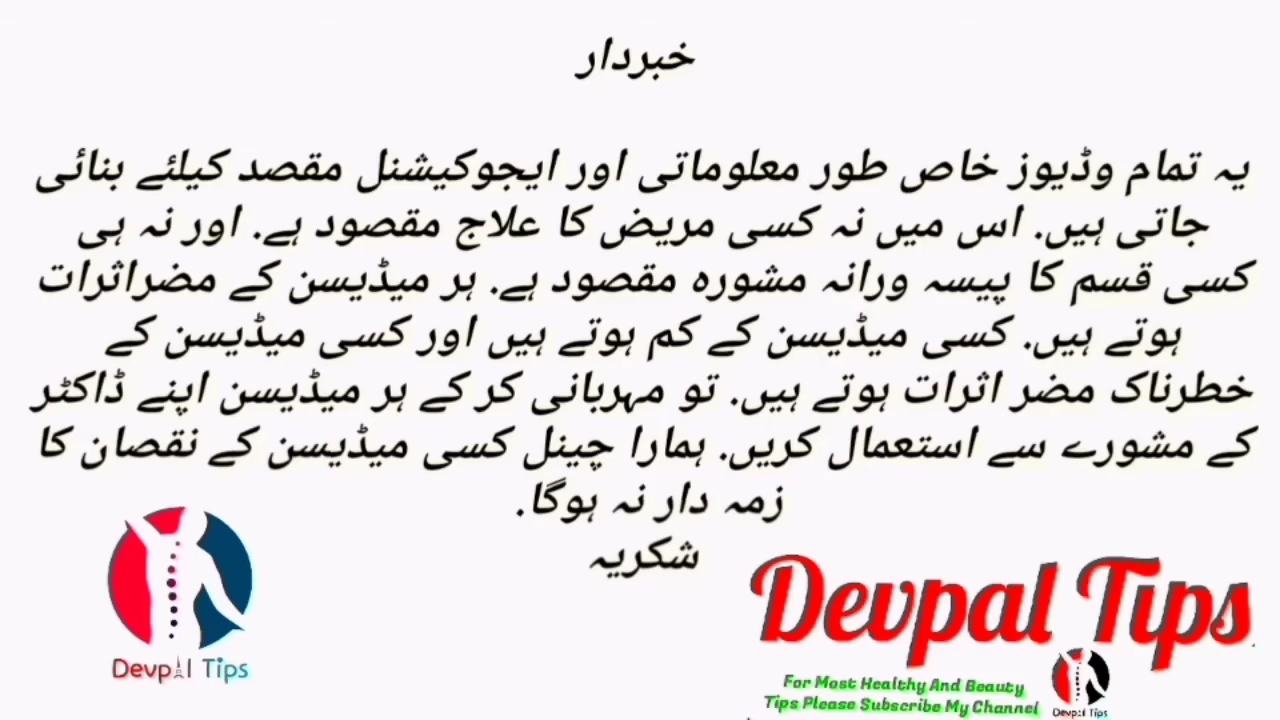 خبردار
یہ تمام وڈیوز خاص طور معلوماتی اور ایجوکیشنل مقصد کیلئے بنائی
جاتی ہیں. اس میں نہ کسی مریض کا علاج مقصود ہے. اور نہ ہی
کسی قسم کا پیسہ ورانہ مشورہ مقصود ہے. ہر میڈیسن کے مضراثرات
ہوتے ہیں. کسی میڈیسن کے کم ہوتے ہیں اور کسی میڈیسن کے
خطرناک مضر اثرات ہوتے ہیں. تو مہربانی کر کے ہر میڈیسن اپنے ڈاکٹر
کے مشورے سے استعمال کریں. ہمارا چینل کسی میڈیسن کے نقصان کا
زمہ دار نہ ہوگا.
شکریہ
Devpal Tips
Devpal Tips
For Most Healthy And Beauty
Tips Please Subscribe My Channel
Devpal Tips